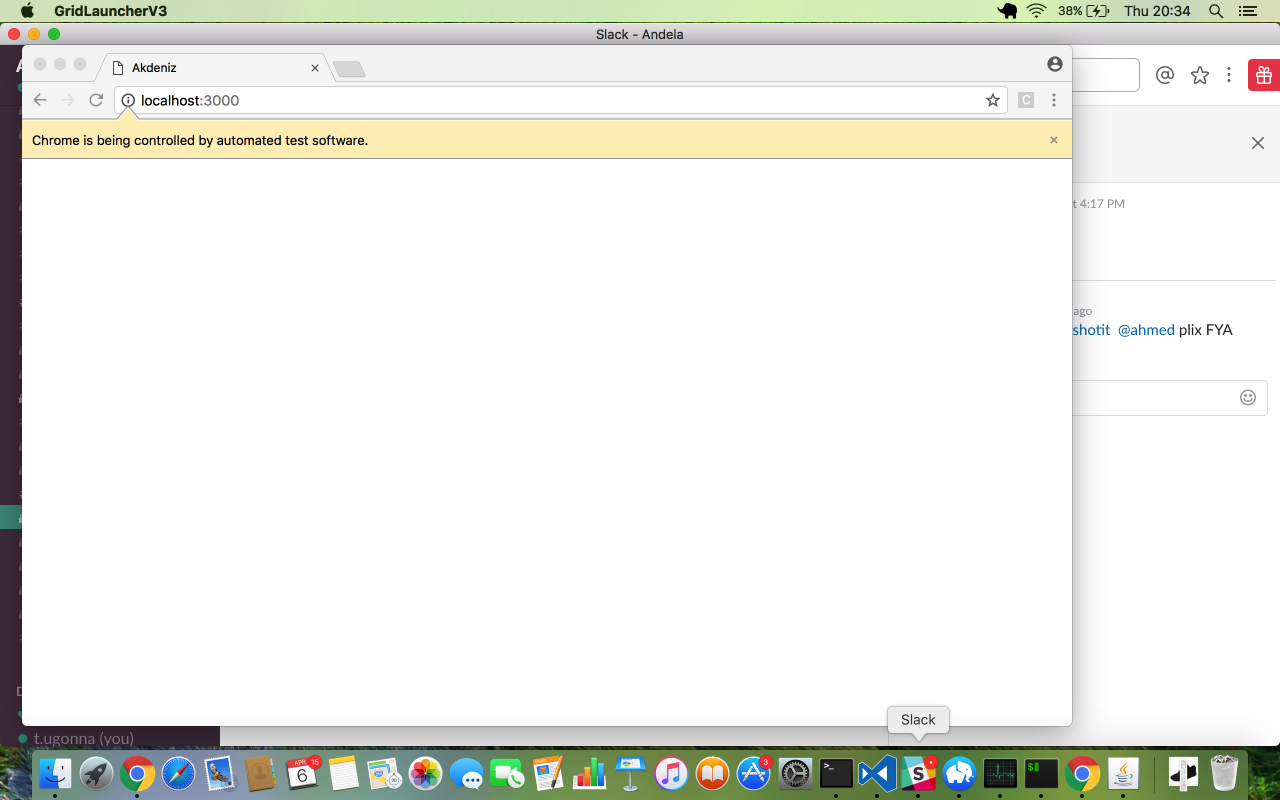 GridLauncherV3
38%
Thu 20:34
Slack - Andela
Akdeniz
localhost:3000
C
Chrome is being controlled by automated test software.
t 4:17 PM
ago
shotit @ahmed plix FYA
Slack
t.ugonna (you)
APR
15
6
3
>_
$